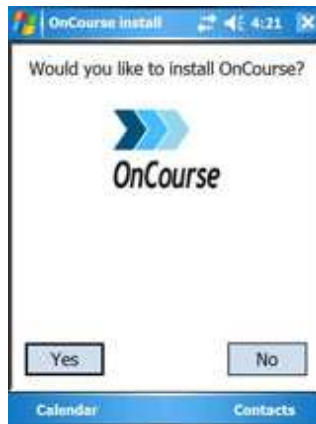 OnCourse install 4:21
Would you like to install OnCourse?
OnCourse
Yes No
Calendar Contacts